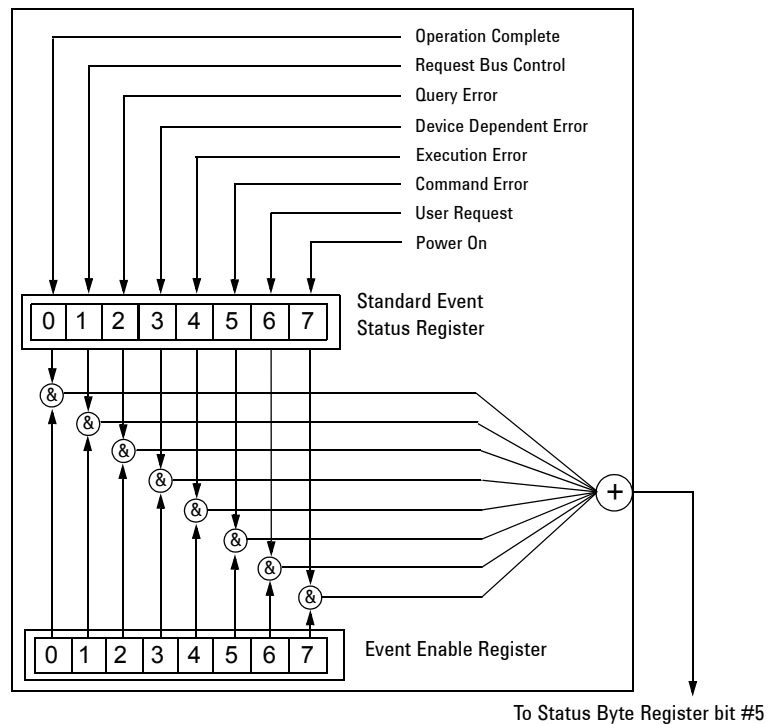 Operation Complete
Request Bus Control
Query Error
Device Dependent Error
Execution Error
Command Error
User Request
Power On
Standard Event
Status Register
0 1 2 3 4 5 6 7
&
&
&
&
&
&
&
&
+
0 1 2 3 4 5 6 7
Event Enable Register
To Status Byte Register bit #5